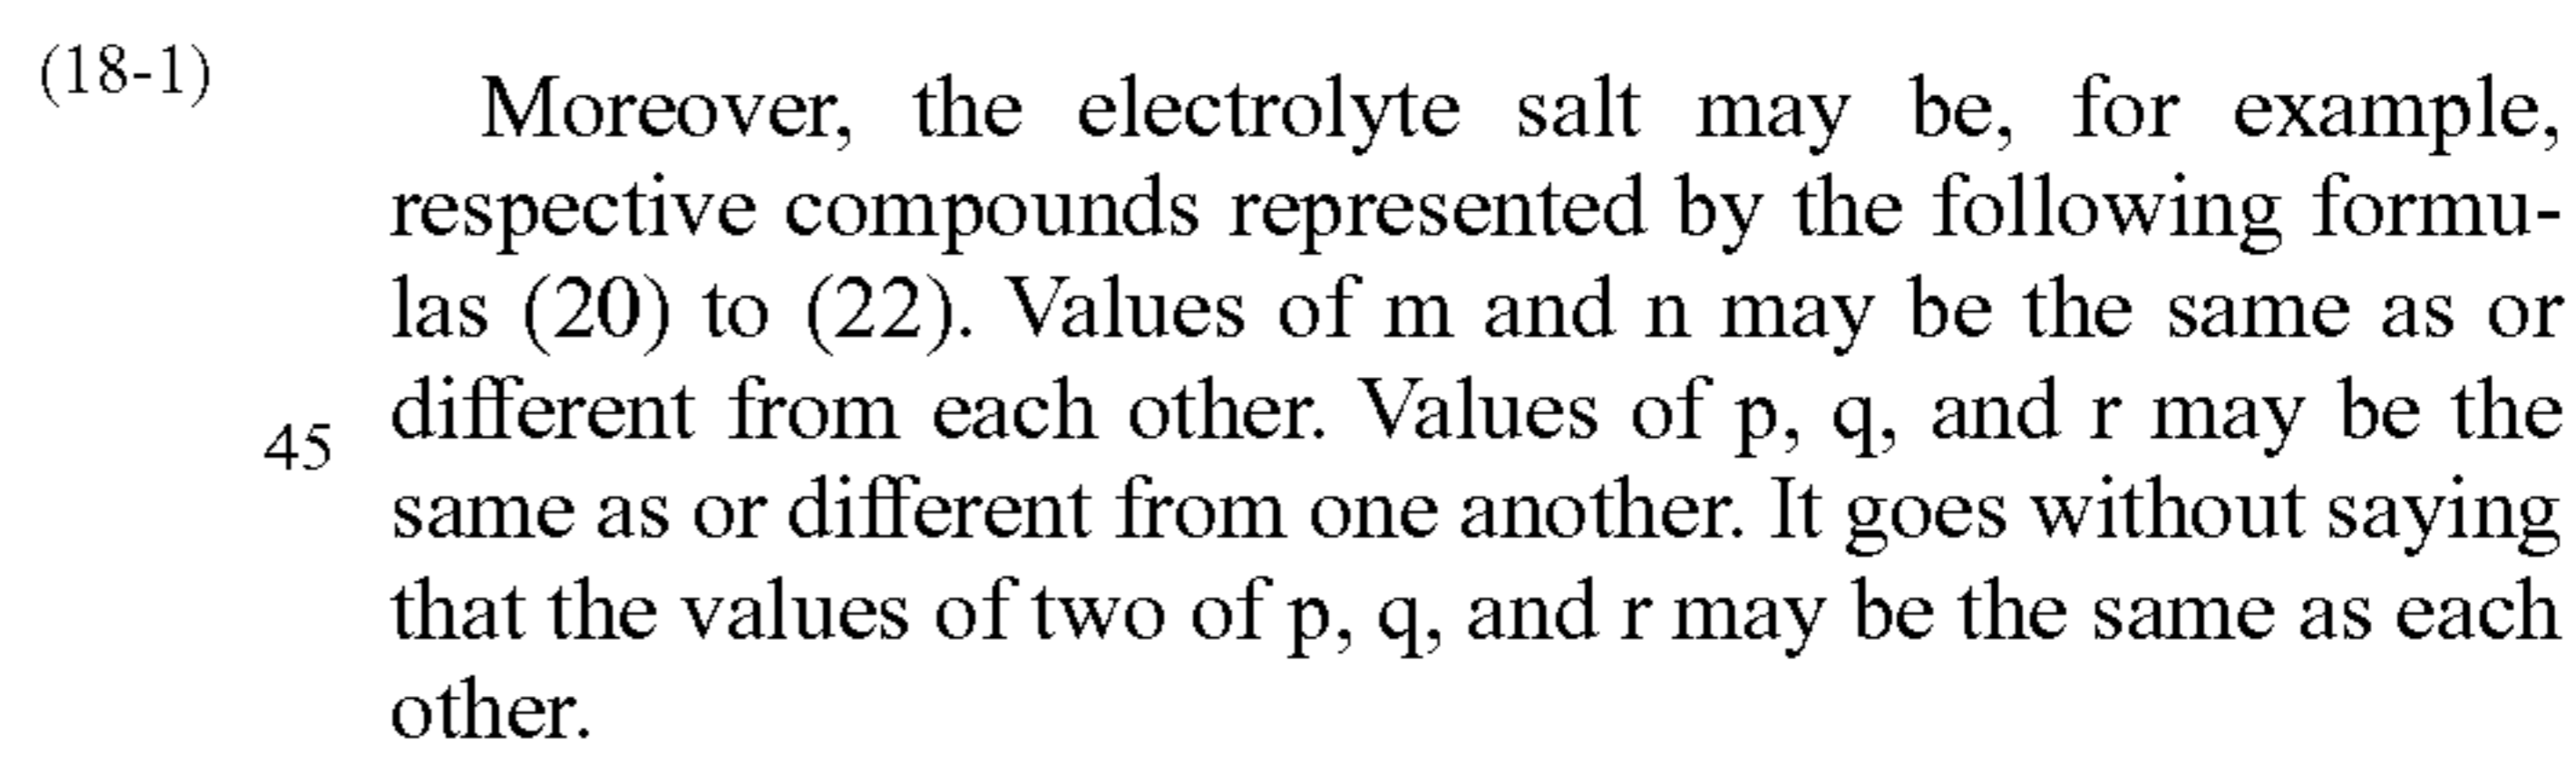 (18-1)
Moreover, the electrolyte salt may be, for example,
respective compounds represented by the following formu-
las (20) to (22). Values of m and n may be the same as or
different from each other. Values of p, q, and r may be the
45
same as or different from one another. It goes without saying
that the values of two of p, q, and r may be the same as each
other.